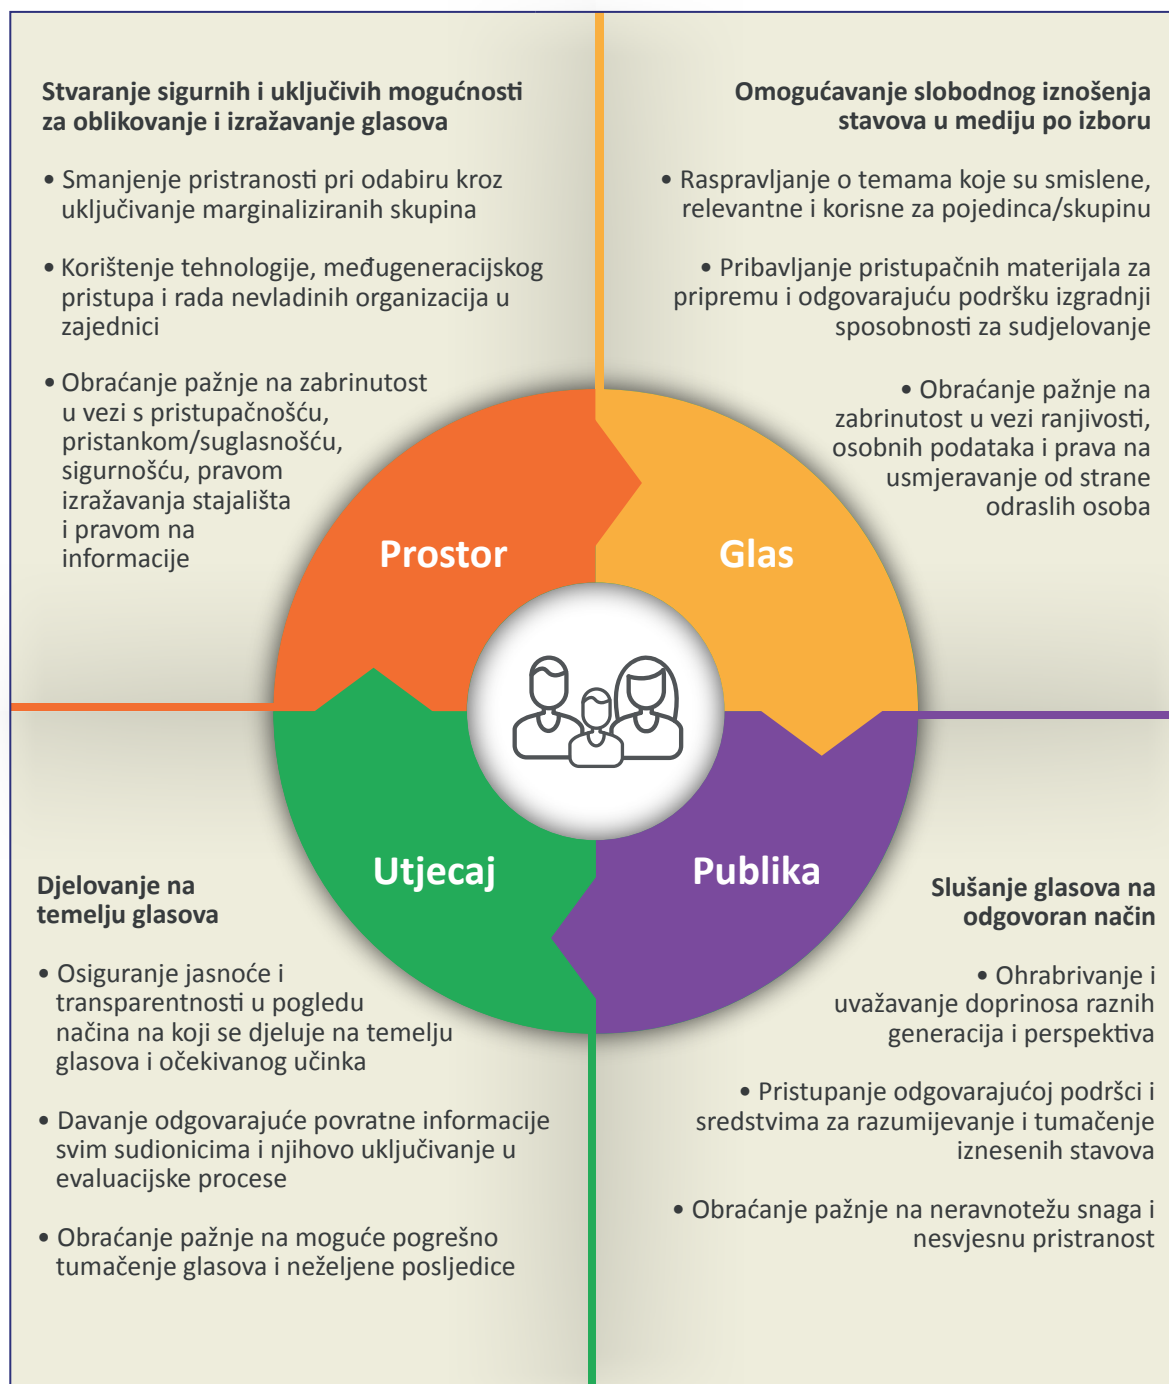 Stvaranje sigurnih i uključivih mogućnosti
za oblikovanje i izražavanje glasova
• Smanjenje pristranosti pri odabiru kroz
uključivanje marginaliziranih skupina
• Korištenje tehnologije, međugeneracijskog
pristupa i rada nevladinih organizacija u
zajednici
• Obraćanje pažnje na zabrinutost
u vezi s pristupačnošću,
pristankom/suglasnošću,
sigurnošću, pravom
izražavanja stajališta
i pravom na
informacije
Prostor
Omogućavanje slobodnog iznošenja
stavova u mediju po izboru
• Raspravljanje o temama koje su smislene,
relevantne i korisne za pojedinca/skupinu
• Pribavljanje pristupačnih materijala za
pripremu i odgovarajuću podršku izgradnji
sposobnosti za sudjelovanje
• Obraćanje pažnje na
zabrinutost u vezi ranjivosti,
osobnih podataka i prava na
usmjeravanje od strane
odraslih osoba
Glas
Utjecaj
Djelovanje na
temelju glasova
• Osiguranje jasnoće i
transparentnosti u pogledu
načina na koji se djeluje na temelju
glasova i očekivanog učinka
• Davanje odgovarajuće povratne informacije
svim sudionicima i njihovo uključivanje u
evaluacijske procese
• Obraćanje pažnje na moguće pogrešno
tumačenje glasova i neželjene posljedice
Publika
Slušanje glasova na
odgovoran način
• Ohrabrivanje i
uvažavanje doprinosa raznih
generacija i perspektiva
• Pristupanje odgovarajućoj podršci i
sredstvima za razumijevanje i tumačenje
iznesenih stavova
• Obraćanje pažnje na neravnotežu snaga i
nesvjesnu pristranost